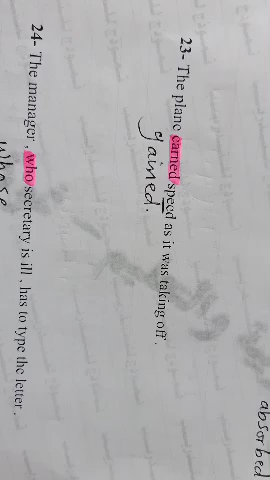 absorbed
23- The plane earned speed as it was taking off.
gained.
24- The manager , who secretary is ill , has to type the letter .
whose